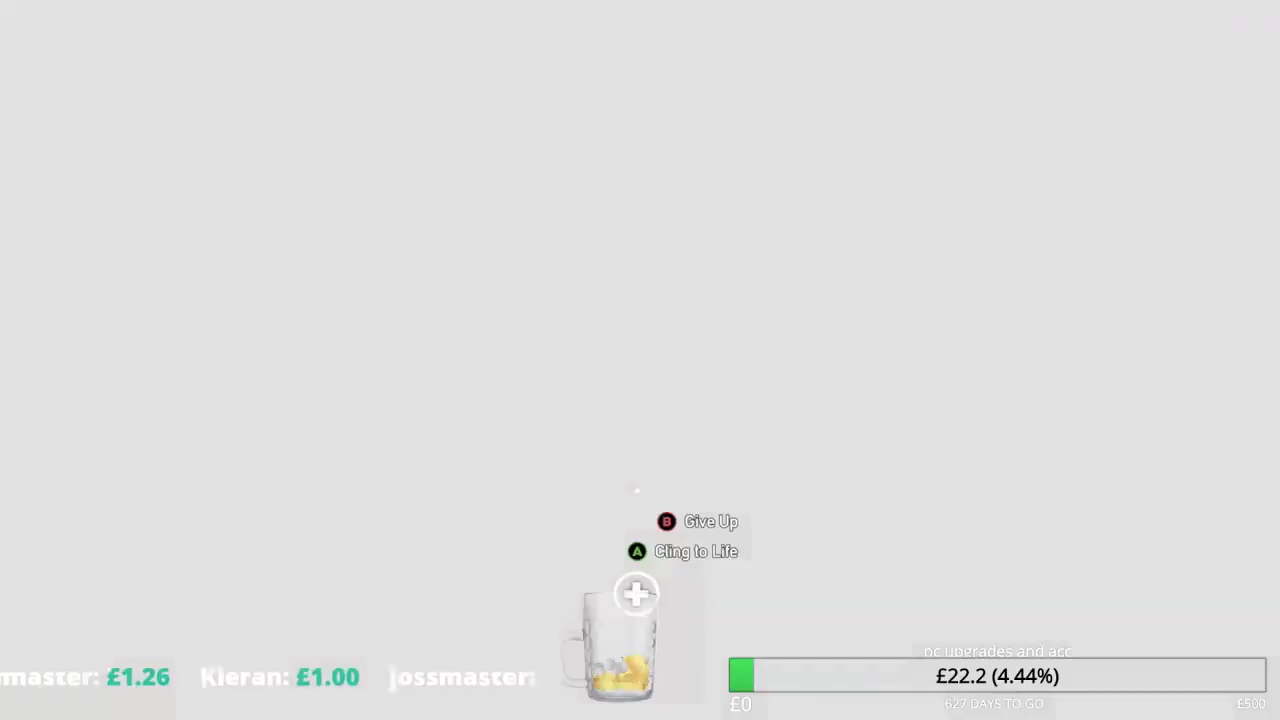 B Give Up
A Cling to Life
pc upgrades and acc
master: £1.26 Kieran: £1.00 jossmaster:
£22.2 (4.44%)
£0 627 DAYS TO GO £500